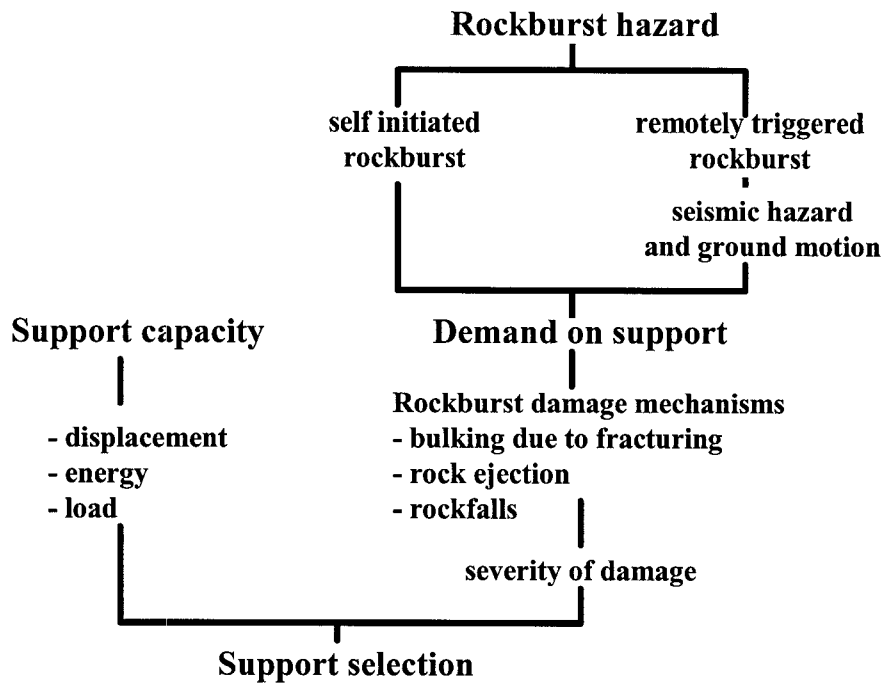 Rockburst hazard
self initiated
rockburst
remotely triggered
rockburst
seismic hazard
and ground motion
Support capacity
- displacement
- energy
- load
Demand on support
Rockburst damage mechanisms
- bulking due to fracturing
- rock ejection
- rockfalls
severity of damage
Support selection